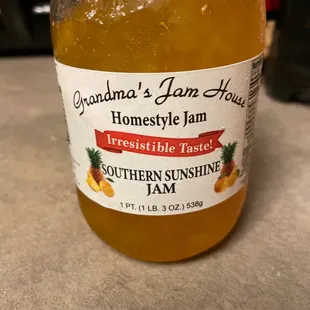 Grandma's Jam House
Homestyle Jam
Irresistible Taste!
SOUTHERN SUNSHINE
JAM
1 PT. (1 LB. 3 OZ.) 538g